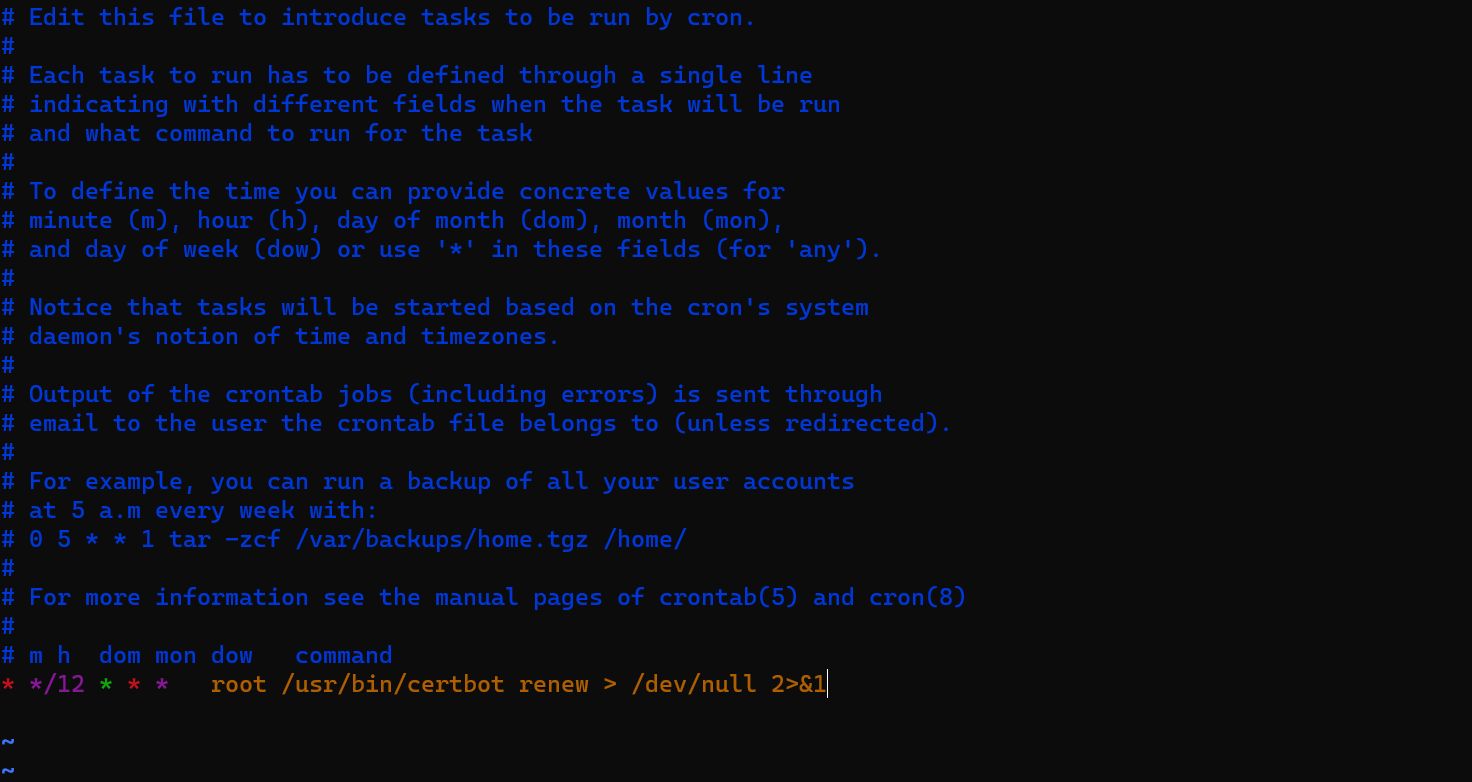 # Edit this file to introduce tasks to be run by cron.
#
# Each task to run has to be defined through a single line
# indicating with different fields when the task will be run
# and what command to run for the task
#
# To define the time you can provide concrete values for
# minute (m), hour (h), day of month (dom), month (mon),
# and day of week (dow) or use '*' in these fields (for 'any').
#
# Notice that tasks will be started based on the cron's system
# daemon's notion of time and timezones.
#
# Output of the crontab jobs (including errors) is sent through
# email to the user the crontab file belongs to (unless redirected).
#
# For example, you can run a backup of all your user accounts
# at 5 a.m every week with:
# 0 5 * * 1 tar -zcf /var/backups/home.tgz /home/
#
# For more information see the manual pages of crontab(5) and cron(8)
#
# m h  dom mon dow   command
* */12 * * *   root /usr/bin/certbot renew > /dev/null 2>&1
~
~